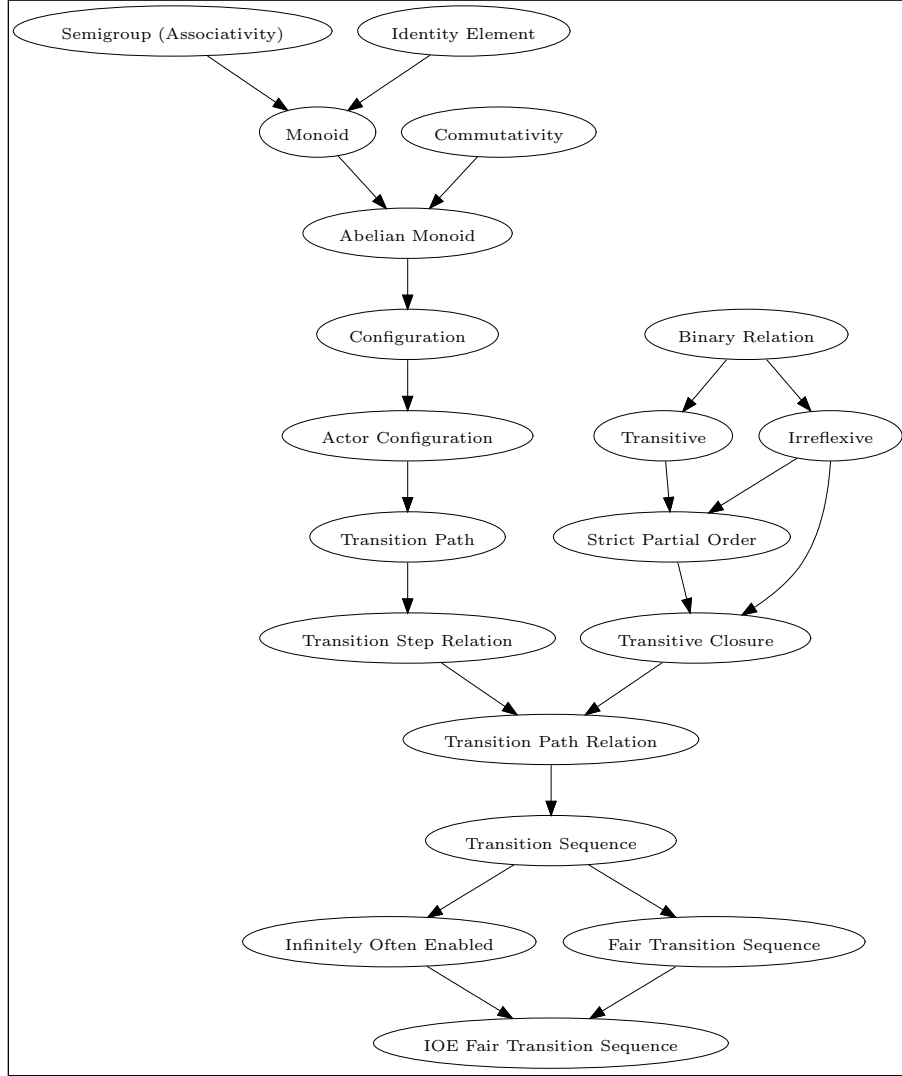 Semigroup (Associativity)
Identity Element
Monoid
Commutativity
Abelian Monoid
Configuration
Binary Relation
Actor Configuration
Transitive
Irreflexive
Transition Path
Strict Partial Order
Transition Step Relation
Transitive Closure
Transition Path Relation
Transition Sequence
Infinitely Often Enabled
Fair Transition Sequence
IOE Fair Transition Sequence